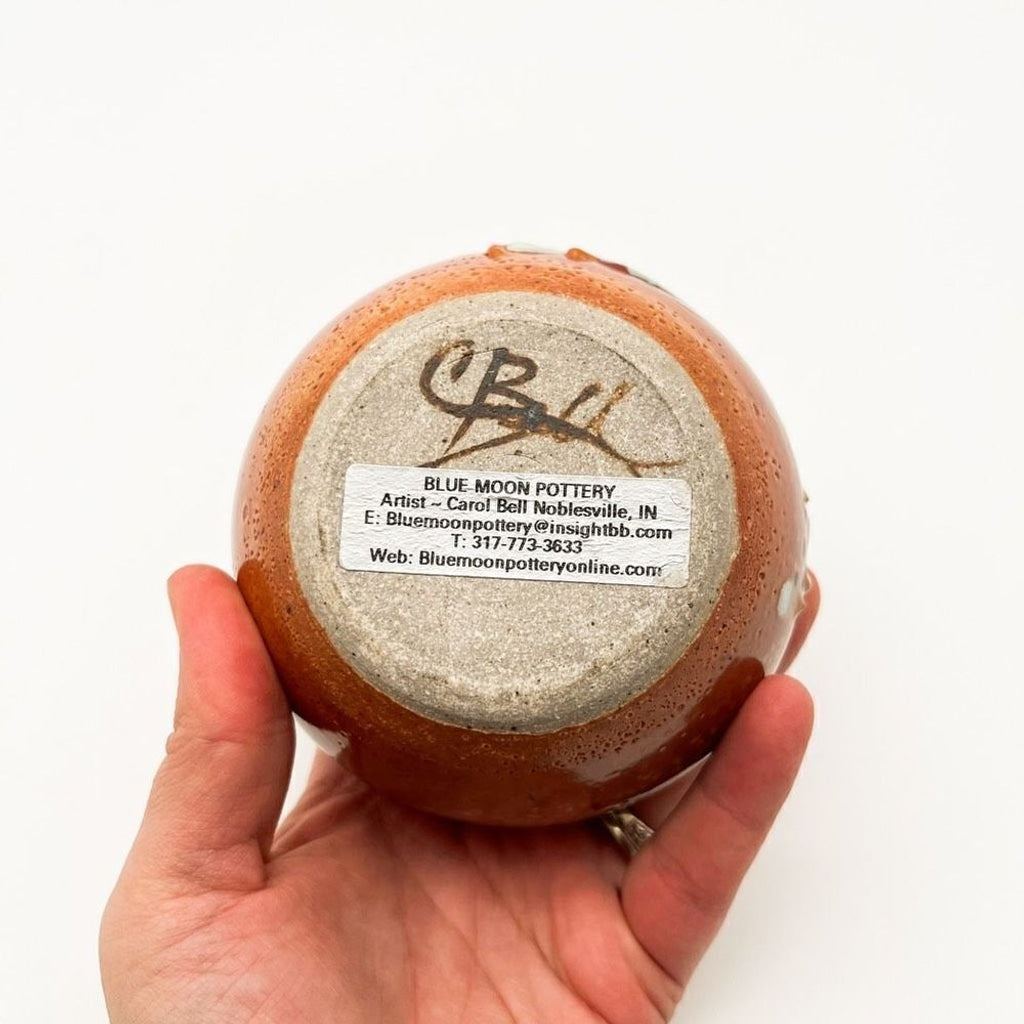 CBell
BLUE MOON POTTERY
Artist ~ Carol Bell Noblesville, IN
E: Bluemoonpottery@insightbb.com
T: 317-773-3633
Web: Bluemoonpotteryonline.com